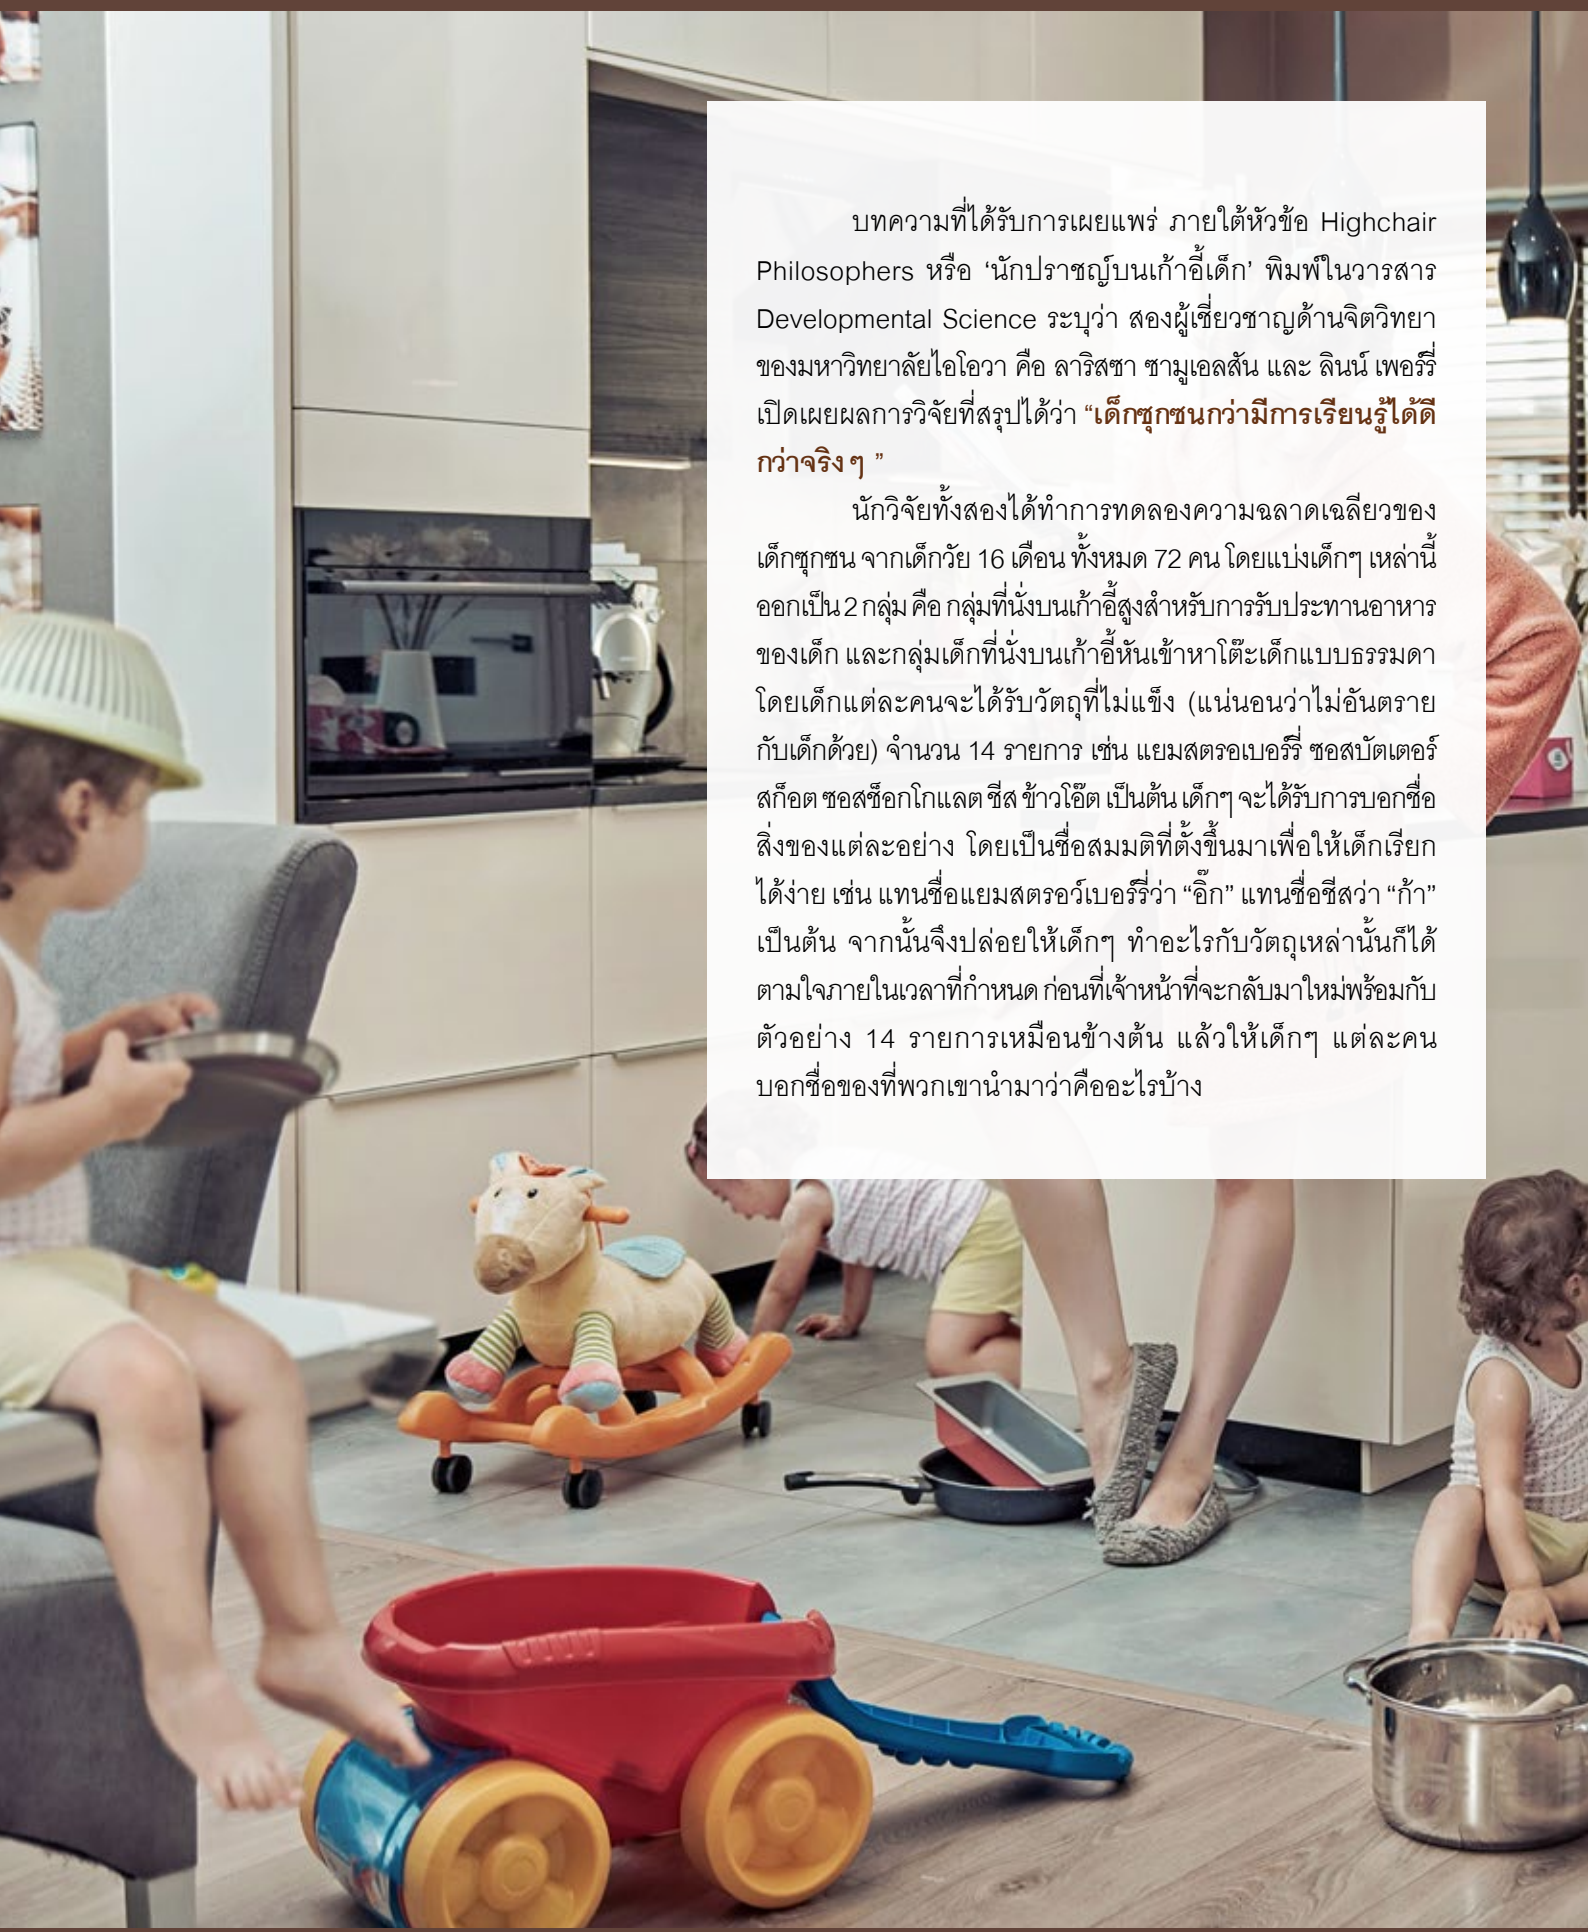 บทความที่ได้รับการเผยแพร่ ภายใต้หัวข้อ Highchair
Philosophers หรือ ‘นักปราชญ์บนเก้าอี้เด็ก’ พิมพ์ในวารสาร
Developmental Science ระบุว่า สองผู้เชี่ยวชาญด้านจิตวิทยา
ของมหาวิทยาลัยไอโอวา คือ ลาริสซา ซามูเอลสัน และ ลินน์ เพอร์รี่
เปิดเผยผลการวิจัยที่สรุปได้ว่า “เด็กซุกซนกว่ามีการเรียนรู้ได้ดี
กว่าจริง ๆ ”
นักวิจัยทั้งสองได้ทำการทดลองความฉลาดเฉลียวของ
เด็กซุกซน จากเด็กวัย 16 เดือน ทั้งหมด 72 คน โดยแบ่งเด็กๆ เหล่านี้
ออกเป็น 2 กลุ่ม คือ กลุ่มที่นั่งบนเก้าอี้สูงสำหรับการรับประทานอาหาร
ของเด็ก และกลุ่มเด็กที่นั่งบนเก้าอี้หันเข้าหาโต๊ะเด็กแบบธรรมดา
โดยเด็กแต่ละคนจะได้รับวัตถุที่ไม่แข็ง (แน่นอนว่าไม่อันตราย
กับเด็กด้วย) จำนวน 14 รายการ เช่น แยมสตรอเบอร์รี่ ซอสบัตเตอร์
สก็อต ซอสช็อกโกแลต ชีส ข้าวโอ๊ต เป็นต้น เด็กๆ จะได้รับการบอกชื่อ
สิ่งของแต่ละอย่าง โดยเป็นชื่อสมมติที่ตั้งขึ้นมาเพื่อให้เด็กเรียก
ได้ง่าย เช่น แทนชื่อแยมสตรอว์เบอร์รี่ว่า “อิ๊ก” แทนชื่อชีสว่า “ก้า”
เป็นต้น จากนั้นจึงปล่อยให้เด็กๆ ทำอะไรกับวัตถุเหล่านั้นก็ได้
ตามใจภายในเวลาที่กำหนด ก่อนที่เจ้าหน้าที่จะกลับมาใหม่พร้อมกับ
ตัวอย่าง 14 รายการเหมือนข้างต้น แล้วให้เด็กๆ แต่ละคน
บอกชื่อของที่พวกเขานำมาว่าคืออะไรบ้าง